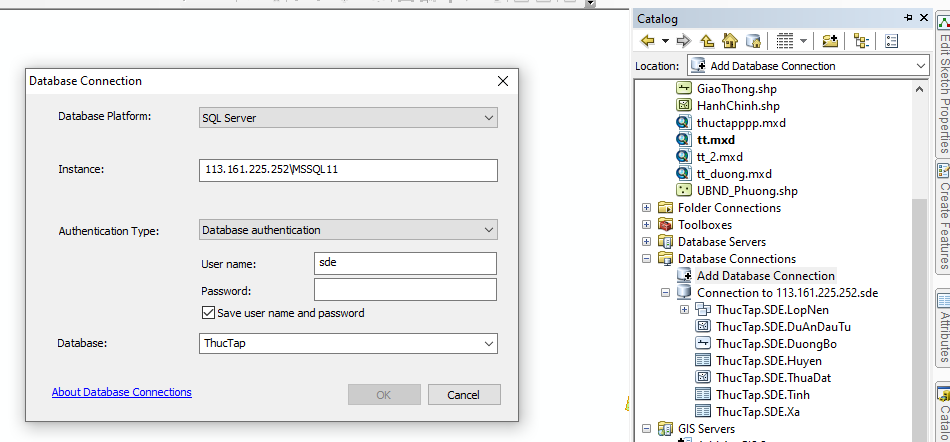 Database Connection
Database Platform:
SQL Server
Instance:
113.161.225.252\MSSQL11
Authentication Type:
Database authentication
User name:
sde
Password:
Save user name and password
Database:
ThucTap
About Database Connections
OK
Cancel
Catalog
Location:
Add Database Connection
GiaoThong.shp
HanhChinh.shp
thuctapppp.mxd
tt.mxd
tt_2.mxd
tt_duong.mxd
UBND_Phuong.shp
Folder Connections
Toolboxes
Database Servers
Database Connections
Add Database Connection
Connection to 113.161.225.252.sde
ThucTap.SDE.LopNen
ThucTap.SDE.DuAnDauTu
ThucTap.SDE.DuongBo
ThucTap.SDE.Huyen
ThucTap.SDE.ThuaDat
ThucTap.SDE.Tinh
ThucTap.SDE.Xa
GIS Servers
Edit Sketch Properties
Create Features
Attributes